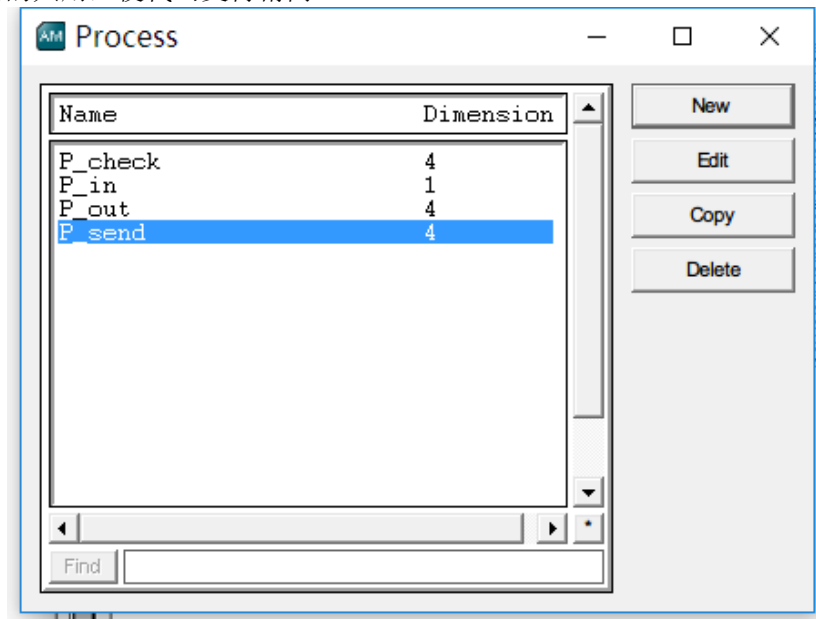 AM Process
Name Dimension
P_check 4
P_in 1
P_out 4
P_send 4
New
Edit
Copy
Delete
*
Find